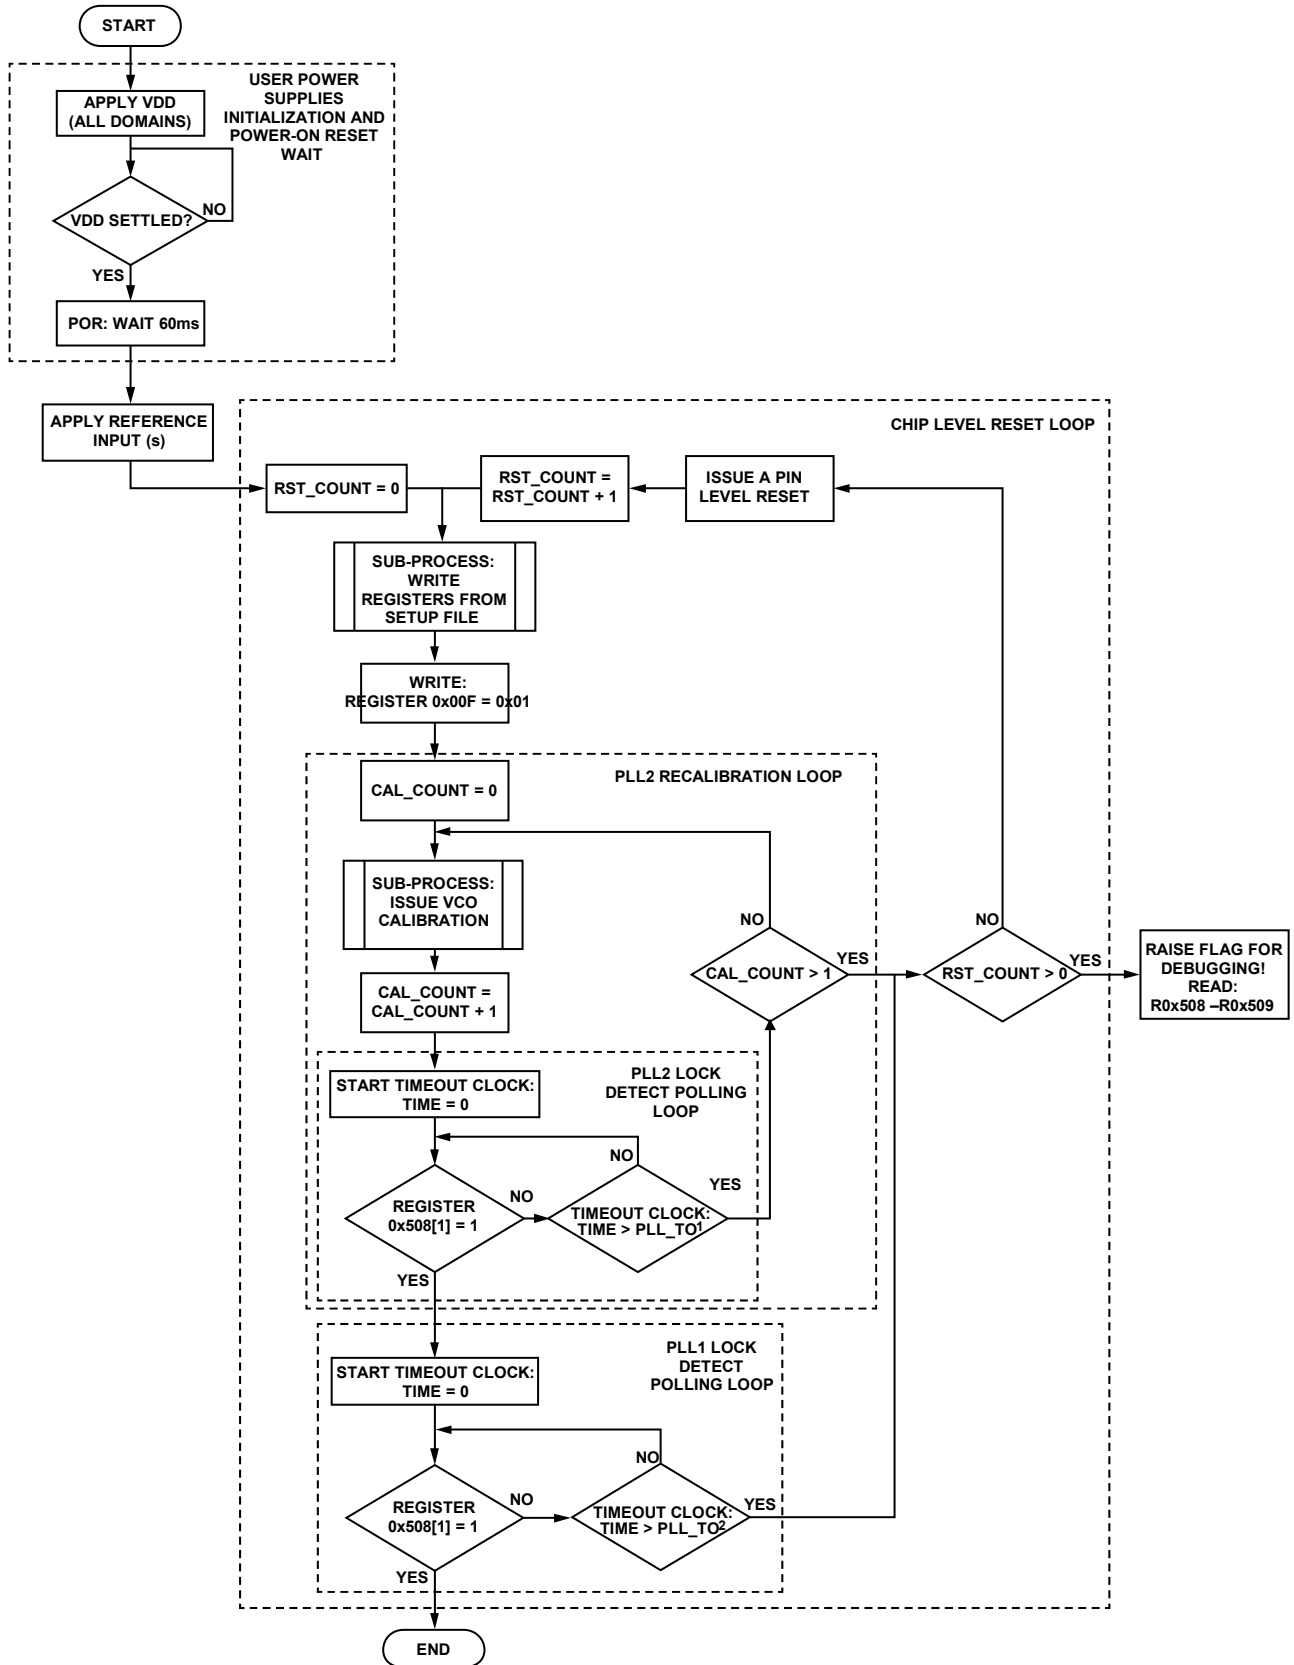 START
USER POWER
SUPPLIES
INITIALIZATION AND
POWER-ON RESET
WAIT
APPLY VDD
(ALL DOMAINS)
VDD SETTLED?
NO
YES
POR: WAIT 60ms
APPLY REFERENCE
INPUT (s)
CHIP LEVEL RESET LOOP
RST_COUNT = 0
RST_COUNT =
RST_COUNT + 1
ISSUE A PIN
LEVEL RESET
SUB-PROCESS:
WRITE
REGISTERS FROM
SETUP FILE
WRITE:
REGISTER 0x00F = 0x01
PLL2 RECALIBRATION LOOP
CAL_COUNT = 0
SUB-PROCESS:
ISSUE VCO
CALIBRATION
NO
CAL_COUNT > 1
YES
NO
RST_COUNT > 0
YES
RAISE FLAG FOR
DEBUGGING!
READ:
R0x508 –R0x509
CAL_COUNT =
CAL_COUNT + 1
PLL2 LOCK
DETECT POLLING
LOOP
START TIMEOUT CLOCK:
TIME = 0
REGISTER
0x508[1] = 1
NO
NO
TIMEOUT CLOCK:
TIME > PLL_TO1
YES
YES
PLL1 LOCK
DETECT
POLLING LOOP
START TIMEOUT CLOCK:
TIME = 0
REGISTER
0x508[1] = 1
NO
NO
TIMEOUT CLOCK:
TIME > PLL_TO2
YES
YES
END